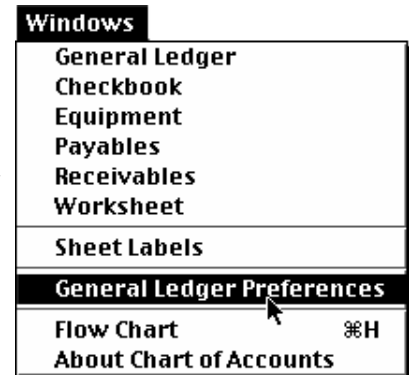 Windows
General Ledger
Checkbook
Equipment
Payables
Receivables
Worksheet
Sheet Labels
General Ledger Preferences
Flow Chart ⌘H
About Chart of Accounts